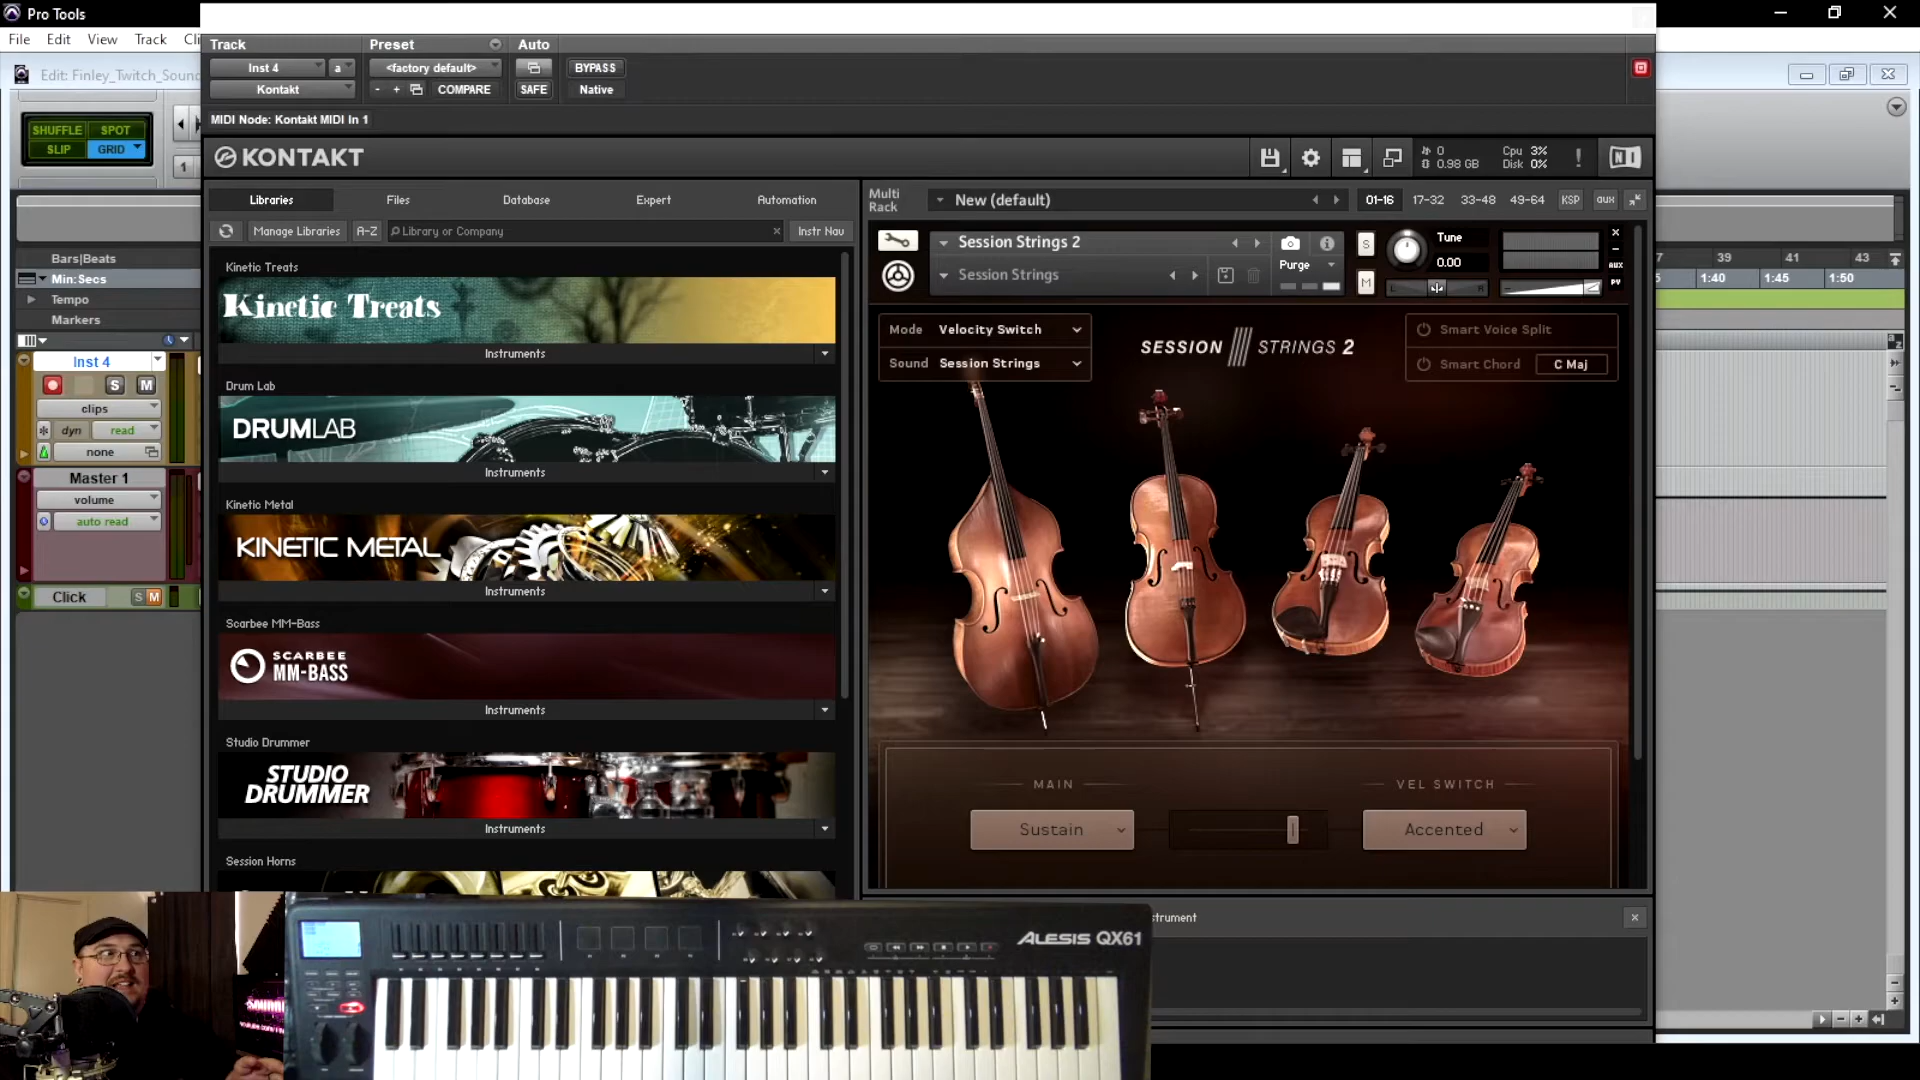 Pro Tools
File Edit View Track
Edit: Finley_Twitch_Soun
Track
Preset
Auto
Inst 4
a
<factory default>
BYPASS
Kontakt
- +
COMPARE
SAFE
Native
MIDI Node: Kontakt MIDI In 1
SHUFFLE SPOT
SLIP GRID
1
KONTAKT
0
0.98 GB
Cpu 3%
Disk 0%
!
Libraries
Files
Database
Expert
Automation
Multi
Rack
New (default)
01-16
17-32
33-48
49-64
KSP
aux
Manage Libraries
A-Z
Library or Company
Instr Nav
Session Strings 2
Session Strings
Purge
S
M
Tune
0.00
L
R
AUX
PV
Bars|Beats
Min:Secs
Tempo
Markers
39
41
43
1:40
1:45
1:50
Inst 4
S
M
clips
dyn
read
none
Master 1
volume
auto read
Click
S
M
Kinetic Treats
Kinetic Treats
Instruments
Drum Lab
DRUMLAB
Instruments
Kinetic Metal
KINETIC METAL
Instruments
Scarbee MM-Bass
SCARBEE
MM-BASS
Instruments
Studio Drummer
STUDIO
DRUMMER
Instruments
Session Horns
Mode Velocity Switch
Sound Session Strings
SESSION STRINGS 2
Smart Voice Split
Smart Chord
C Maj
MAIN
VEL SWITCH
Sustain
Accented
strument
ALESIS QX61